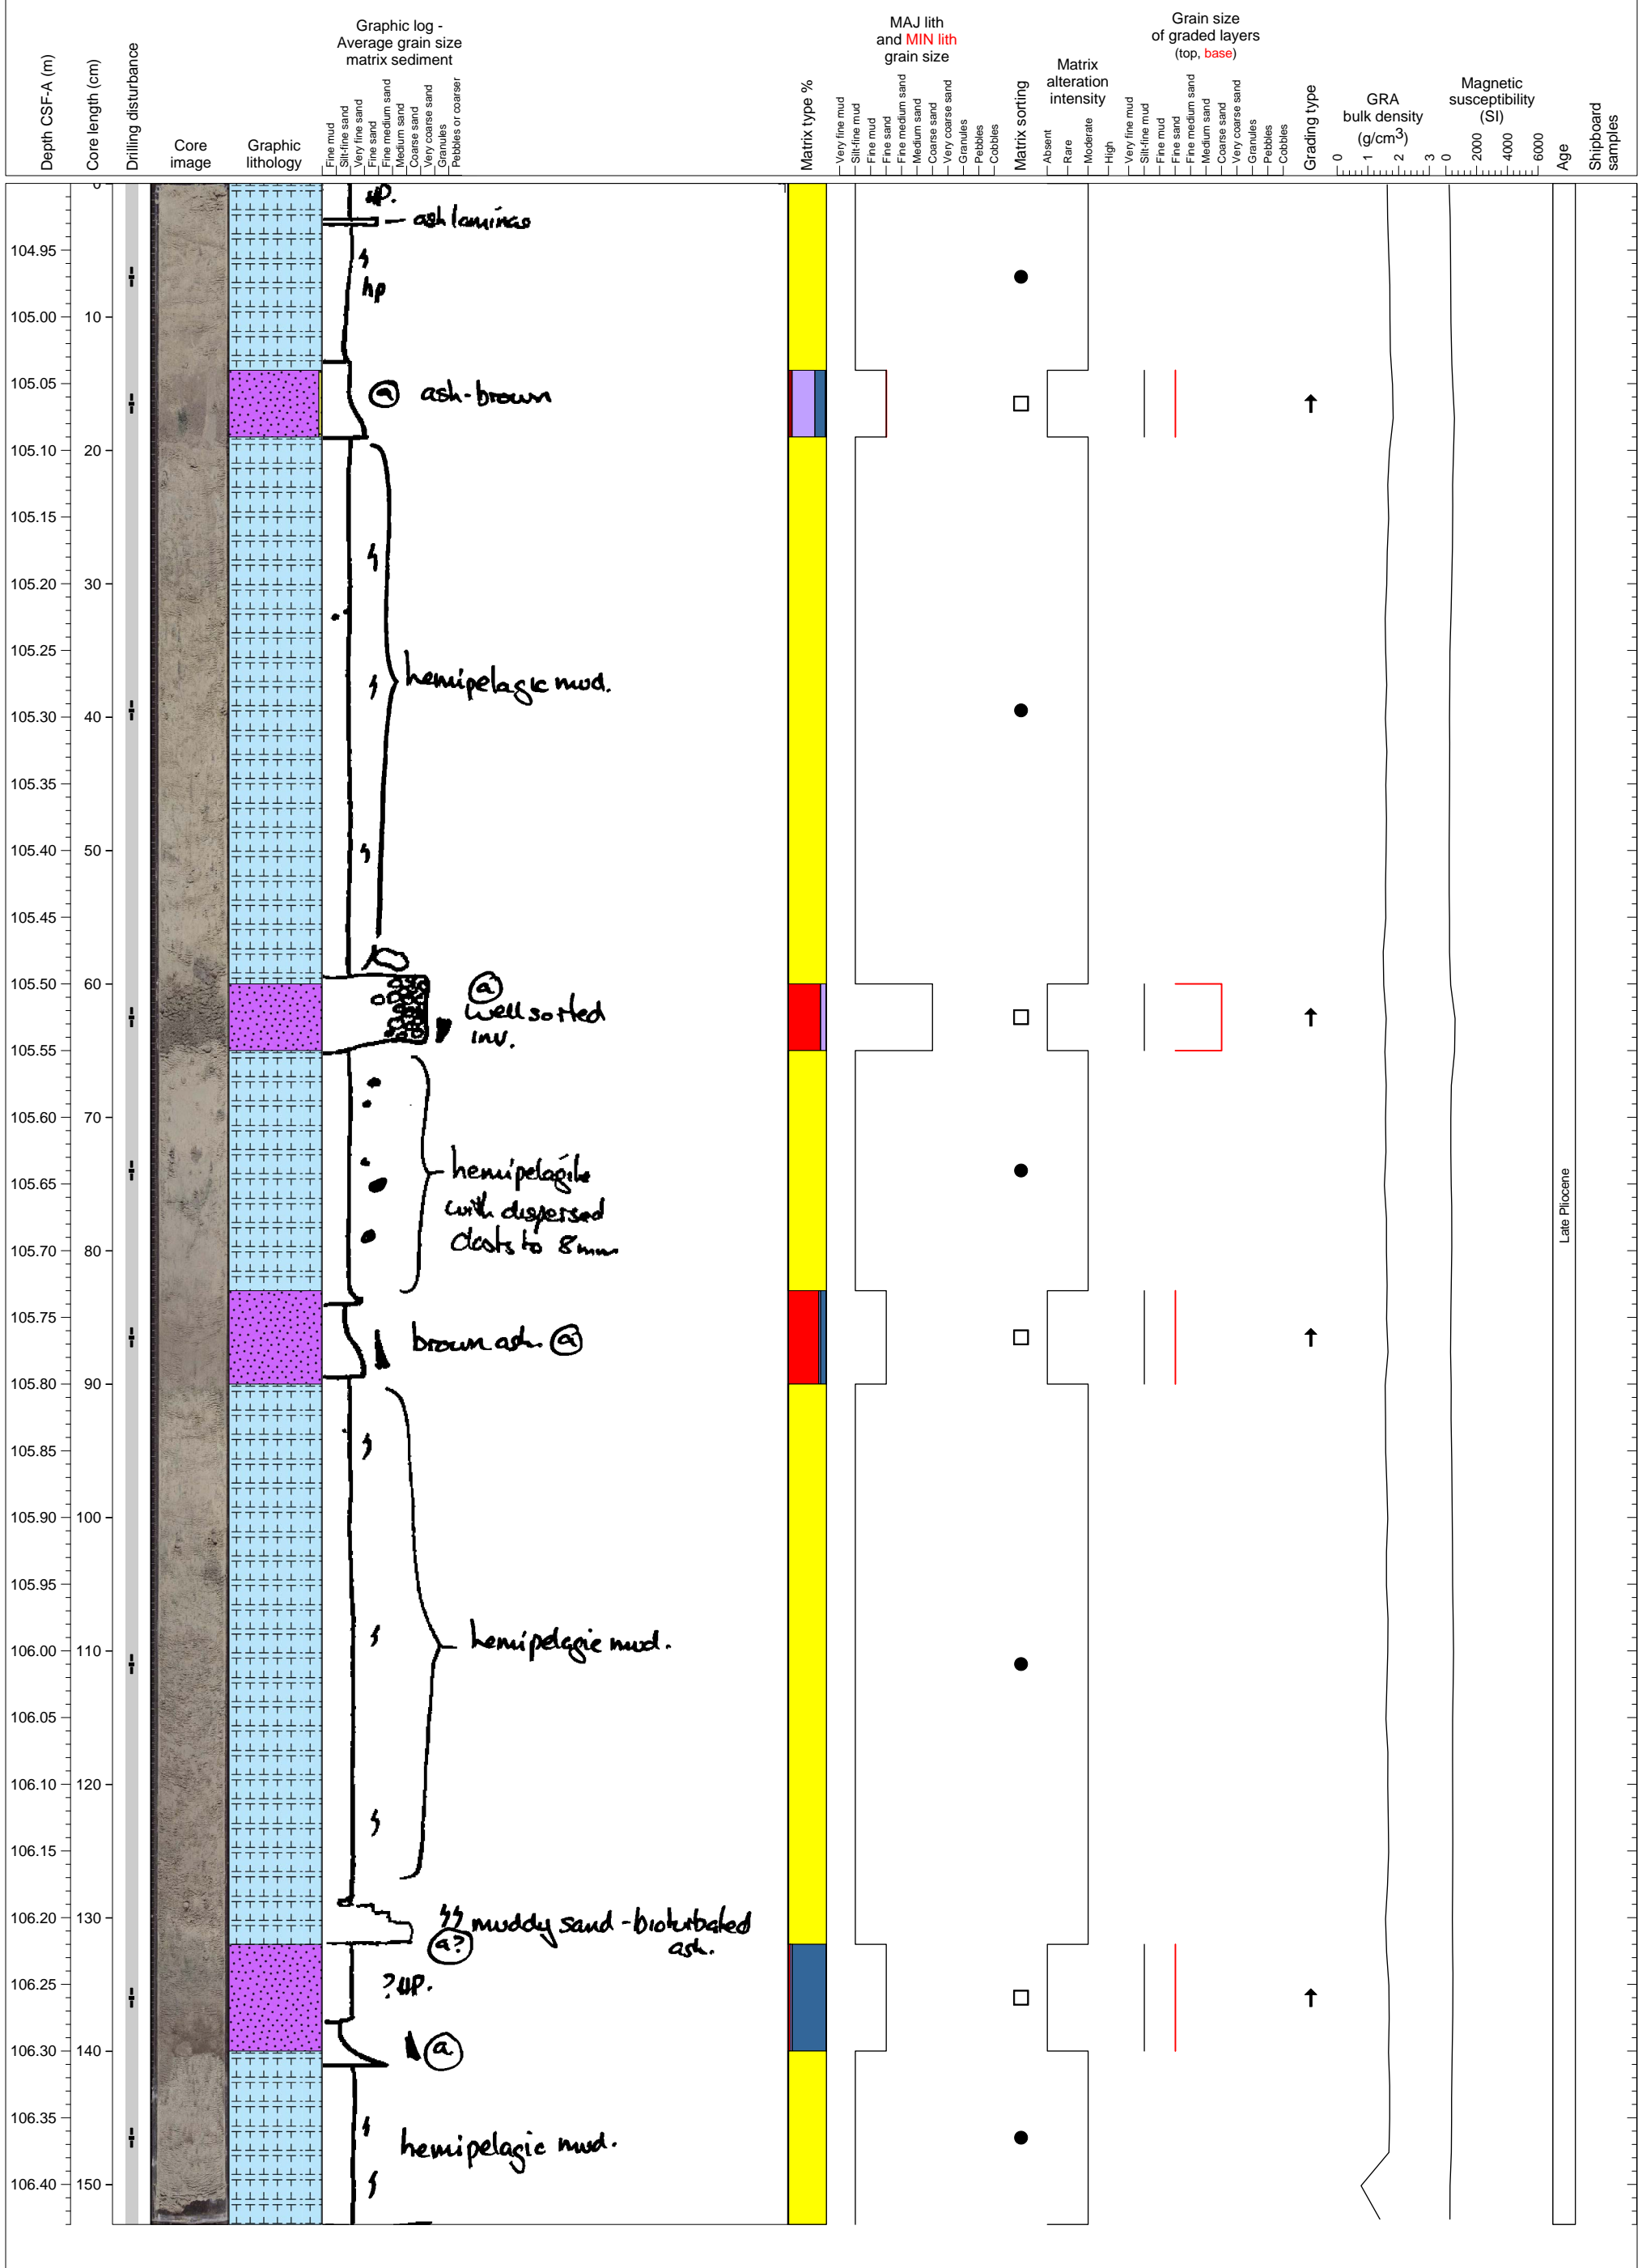 Depth CSF-A (m)
Core length (cm)
Drilling disturbance
Core
image
Graphic
lithology
Graphic log -
Average grain size
matrix sediment
Fine mud
Silt-fine sand
Very fine sand
Fine sand
Fine medium sand
Medium sand
Coarse sand
Very coarse sand
Granules
Pebbles or coarser
Matrix type %
MAJ lith
and MIN lith
grain size
Very fine mud
Silt-fine mud
Fine mud
Fine sand
Fine medium sand
Medium sand
Coarse sand
Very coarse sand
Granules
Pebbles
Cobbles
Matrix sorting
Matrix
alteration
intensity
Absent
Rare
Moderate
High
Grain size
of graded layers
(top, base)
Very fine mud
Silt-fine mud
Fine mud
Fine sand
Fine medium sand
Medium sand
Coarse sand
Very coarse sand
Granules
Pebbles
Cobbles
Grading type
GRA
bulk density
(g/cm3)
0 1 2 3
Magnetic
susceptibility
(SI)
0 2000 4000 6000
Age
Shipboard
samples
0
HP.
ash laminae
104.95
hp
105.00 10
105.05
a ash-brown
105.10 20
105.15
105.20 30
105.25
hemipelagic mud.
105.30 40
105.35
105.40 50
105.45
105.50 60
a
well sorted
inv.
105.55
105.60 70
hemipelagite
105.65
with dispersed
clasts to 8mm
105.70 80
Late Pliocene
105.75
brown ash. a
105.80 90
105.85
105.90 100
105.95
106.00 110
hemipelagic mud.
106.05
106.10 120
106.15
106.20 130
muddy sand - bioturbated
ash.
a?
106.25
? HP.
106.30 140
a
106.35
hemipelagic mud.
106.40 150